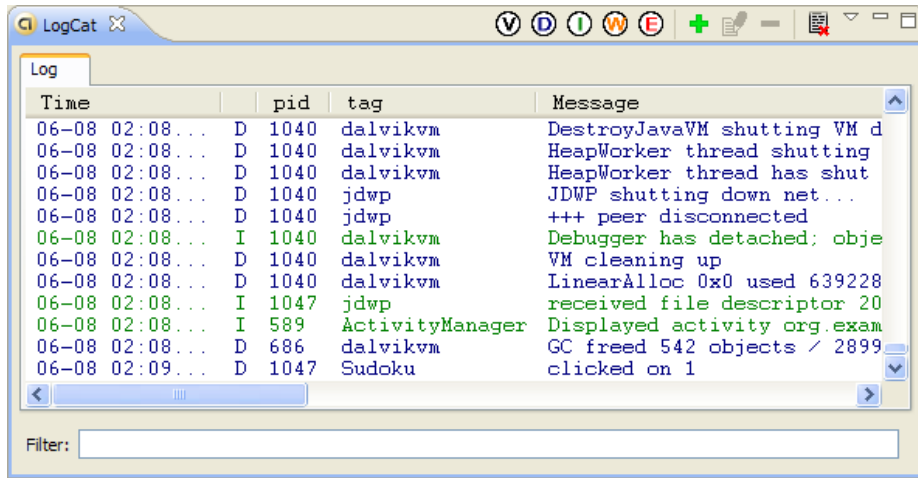 LogCat
V D I W E
Log
Time pid tag Message
06-08 02:08... D 1040 dalvikvm DestroyJavaVM shutting VM d
06-08 02:08... D 1040 dalvikvm HeapWorker thread shutting
06-08 02:08... D 1040 dalvikvm HeapWorker thread has shut
06-08 02:08... D 1040 jdwp JDWP shutting down net...
06-08 02:08... D 1040 jdwp +++ peer disconnected
06-08 02:08... I 1040 dalvikvm Debugger has detached; obje
06-08 02:08... D 1040 dalvikvm VM cleaning up
06-08 02:08... D 1040 dalvikvm LinearAlloc 0x0 used 639228
06-08 02:08... I 1047 jdwp received file descriptor 20
06-08 02:08... I 589 ActivityManager Displayed activity org.exam
06-08 02:08... D 686 dalvikvm GC freed 542 objects / 2899
06-08 02:09... D 1047 Sudoku clicked on 1
Filter: